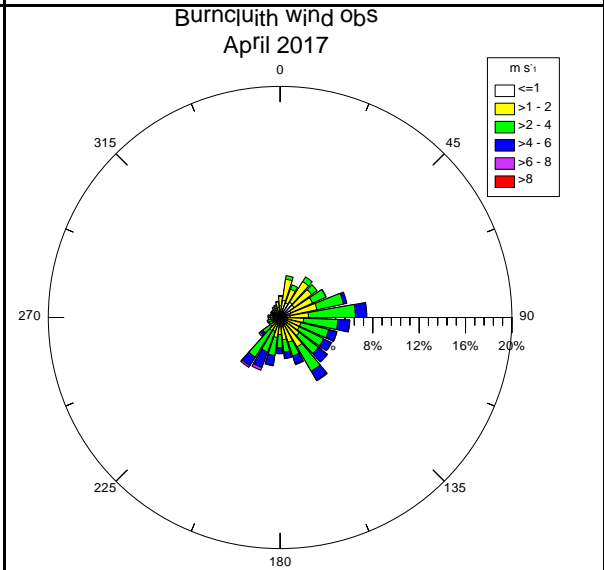 Burncluith wind obs
April 2017
0
m s-1
<=1
>1 - 2
>2 - 4
>4 - 6
>6 - 8
>8
315
45
270
90
% 8% 12% 16% 20%
225
135
180